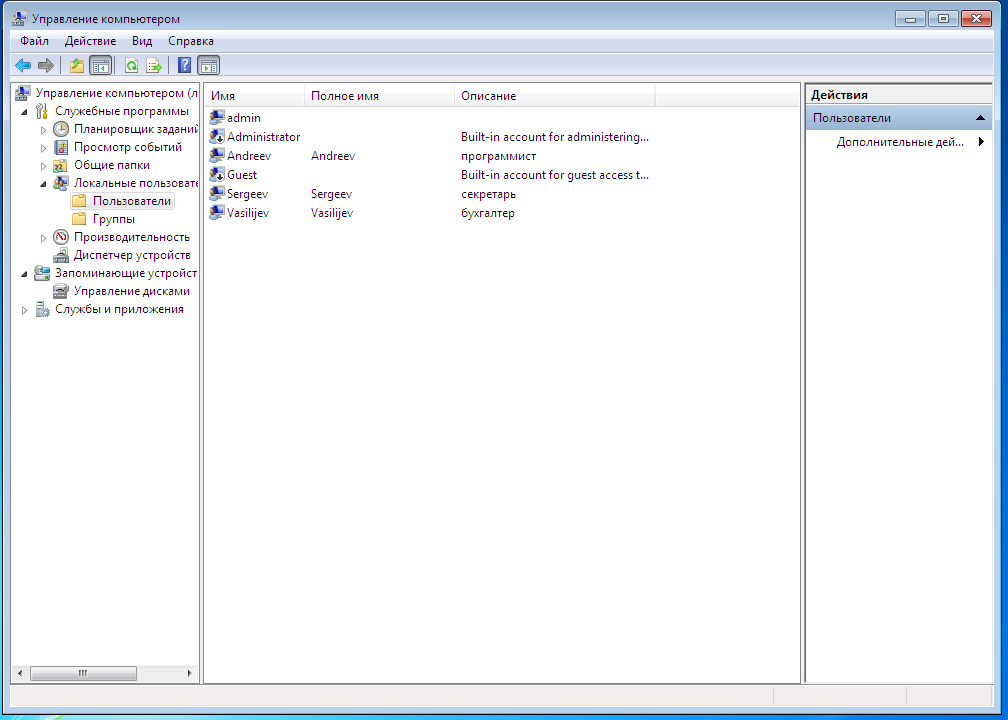 Управление компьютером
Файл Действие Вид Справка
Управление компьютером (л
Служебные программы
Планировщик заданий
Просмотр событий
Общие папки
Локальные пользовате
Пользователи
Группы
Производительность
Диспетчер устройств
Запоминающие устройст
Управление дисками
Службы и приложения
Имя Полное имя Описание
admin
Administrator Built-in account for administering...
Andreev Andreev программист
Guest Built-in account for guest access t...
Sergeev Sergeev секретарь
Vasilijev Vasilijev бухгалтер
Действия
Пользователи
Дополнительные дей...